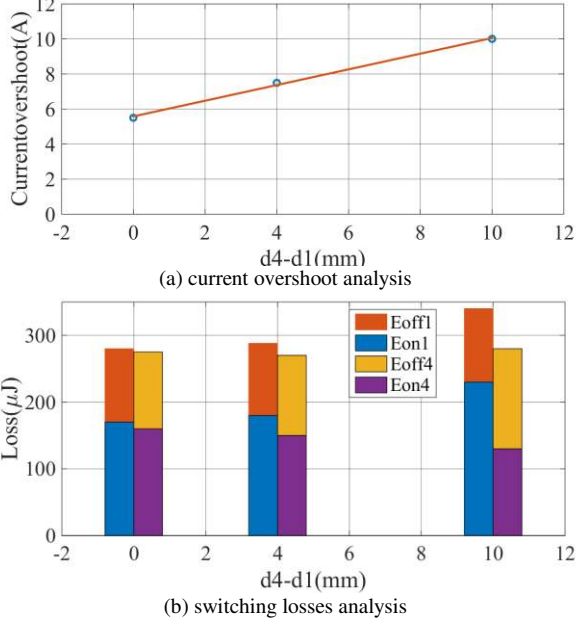 12
10
8
6
4
2
0
Currentovershoot(A)
-2 0 2 4 6 8 10 12
d4-d1(mm)
(a) current overshoot analysis
300
200
100
0
Loss(μJ)
Eoff1
Eon1
Eoff4
Eon4
-2 0 2 4 6 8 10 12
d4-d1(mm)
(b) switching losses analysis